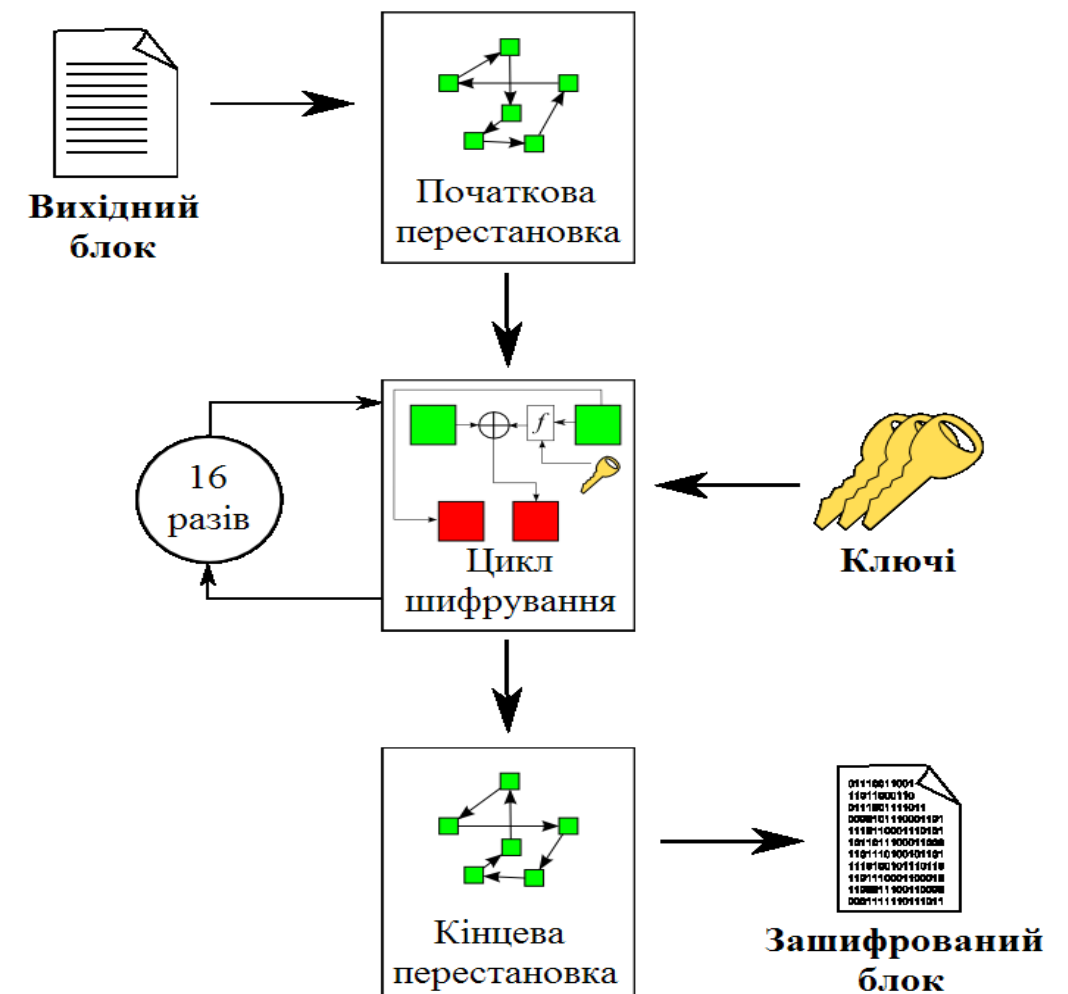 Вихідний
блок
Початкова
перестановка
16
разів
f
Цикл
шифрування
Ключі
Кінцева
перестановка
Зашифрований
блок